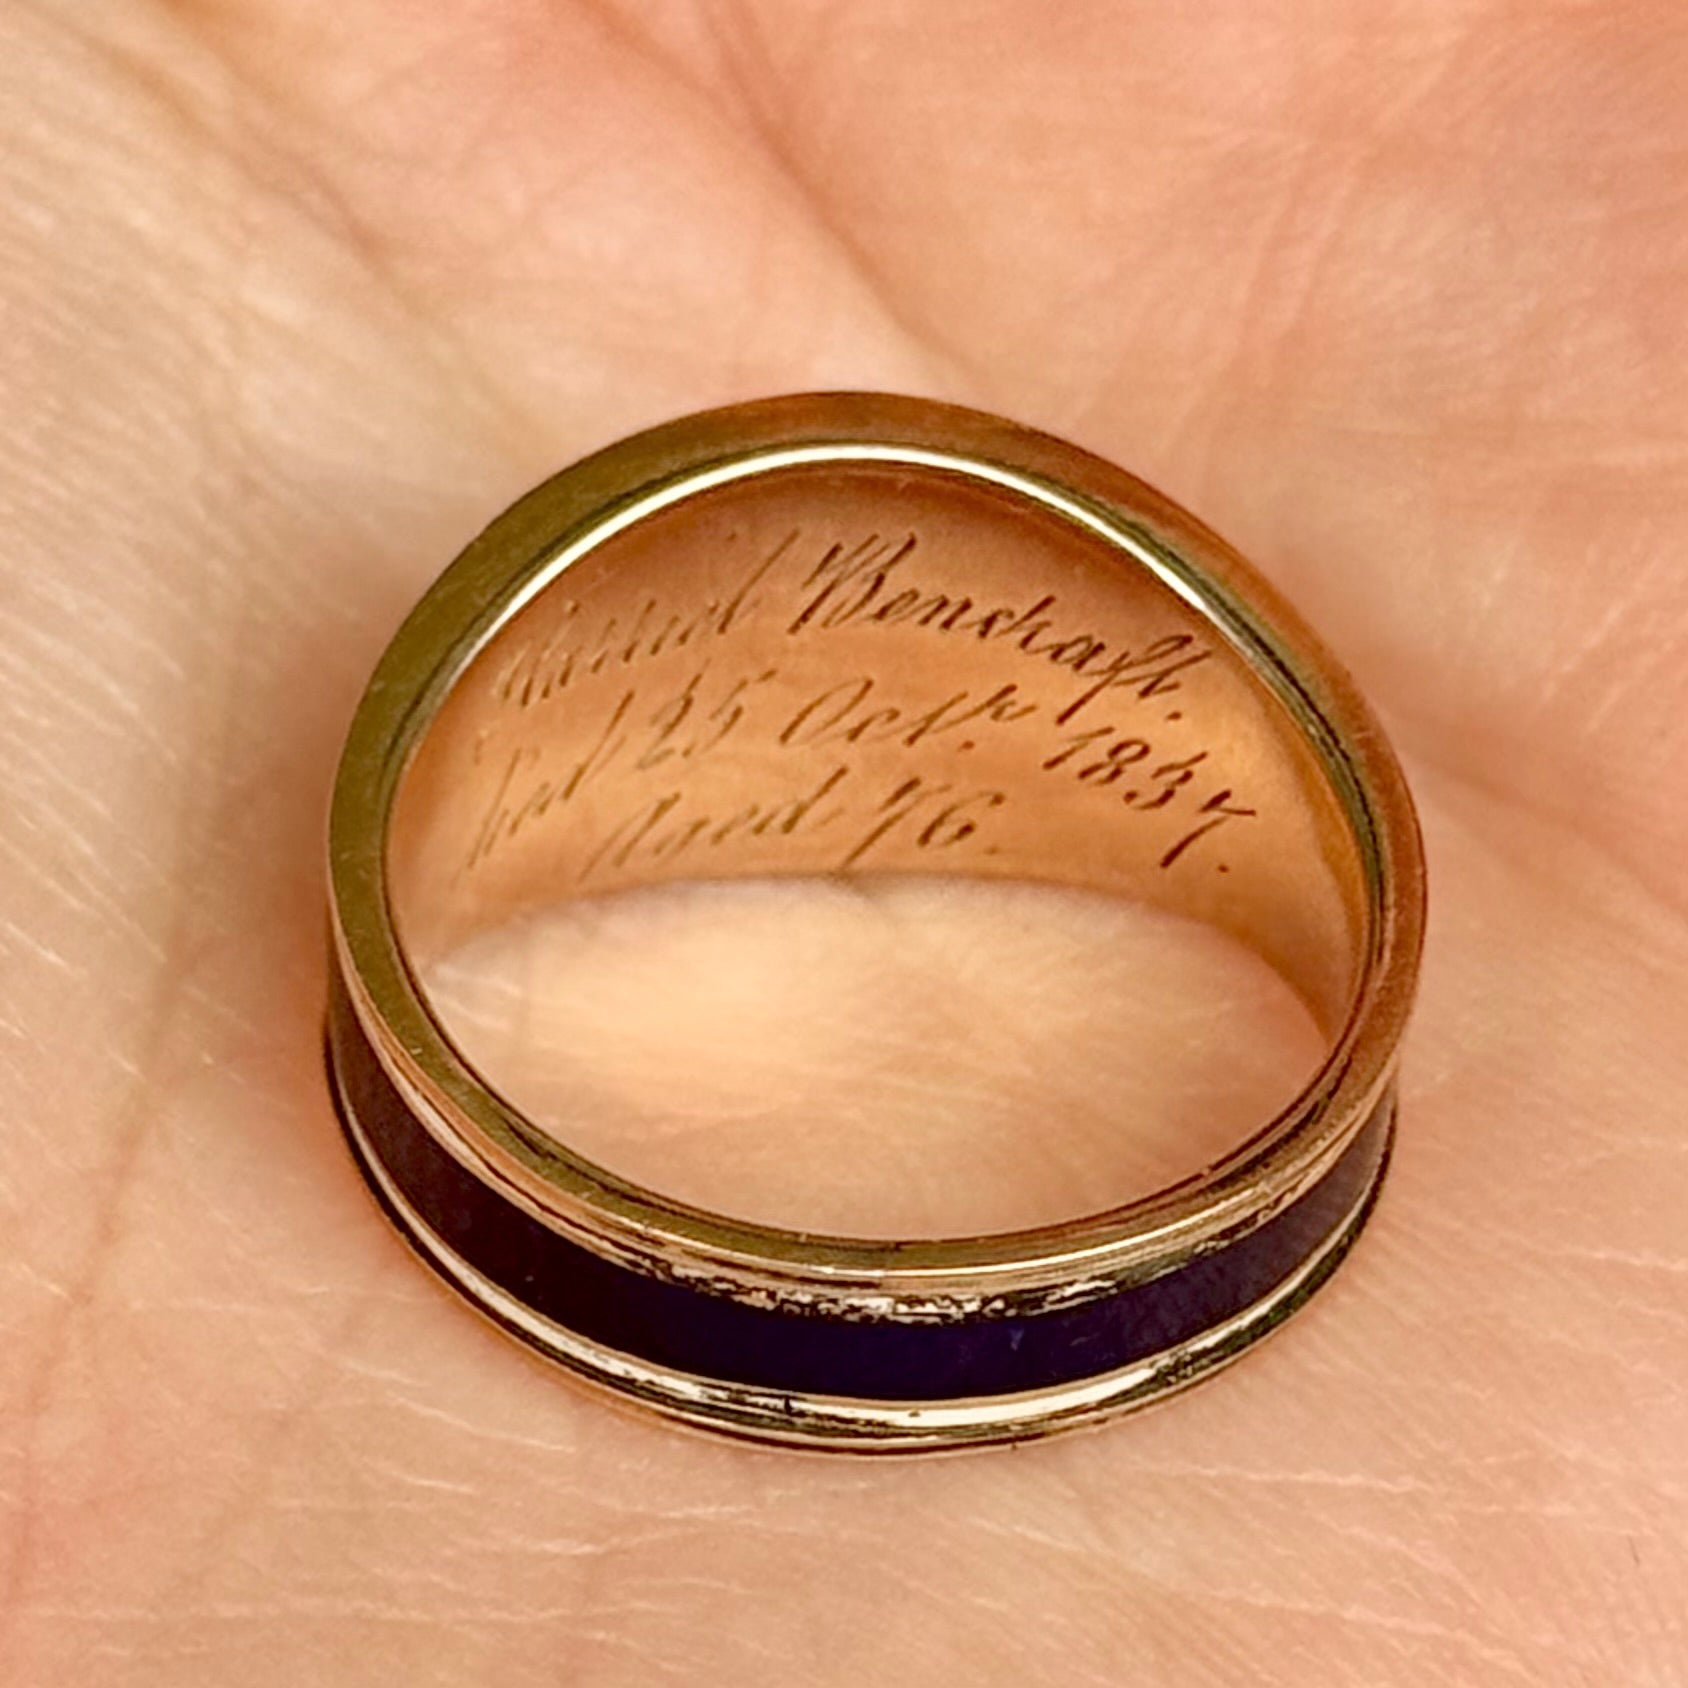 Bencraft.
25 Octr. 1837.
Aged 76.